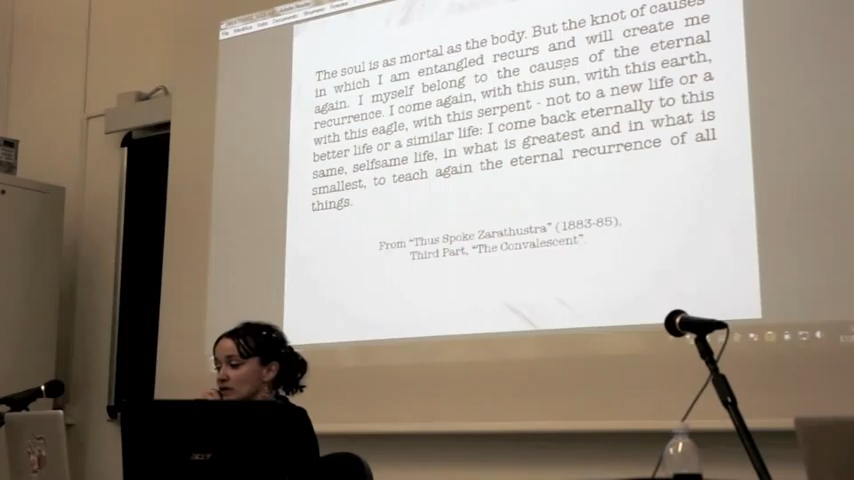 The soul is as mortal as the body. But the knot of causes
in which I am entangled recurs and will create me
again. I myself belong to the causes of the eternal
recurrence. I come again, with this sun, with this earth,
with this eagle, with this serpent - not to a new life or a
better life or a similar life: I come back eternally to this
same, selfsame life, in what is greatest and in what is
smallest, to teach again the eternal recurrence of all
things.
From "Thus Spoke Zarathustra" (1883-85),
Third Part, "The Convalescent".
acer